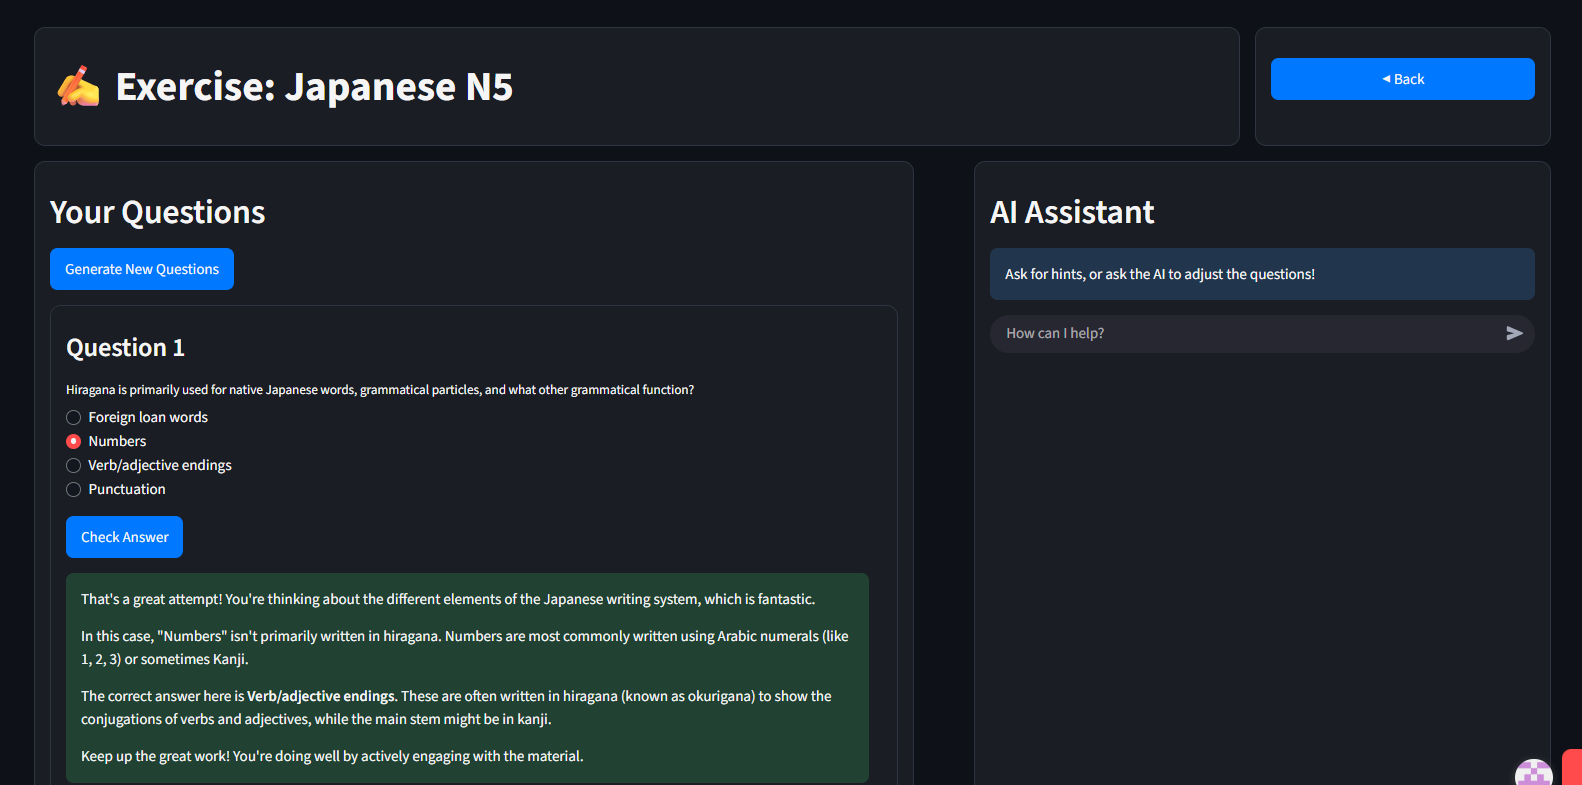 Exercise: Japanese N5
◀ Back
Your Questions
Generate New Questions
Question 1
Hiragana is primarily used for native Japanese words, grammatical particles, and what other grammatical function?
Foreign loan words
Numbers
Verb/adjective endings
Punctuation
Check Answer
That's a great attempt! You're thinking about the different elements of the Japanese writing system, which is fantastic.
In this case, "Numbers" isn't primarily written in hiragana. Numbers are most commonly written using Arabic numerals (like
1, 2, 3) or sometimes Kanji.
The correct answer here is Verb/adjective endings. These are often written in hiragana (known as okurigana) to show the
conjugations of verbs and adjectives, while the main stem might be in kanji.
Keep up the great work! You're doing well by actively engaging with the material.
AI Assistant
Ask for hints, or ask the AI to adjust the questions!
How can I help?